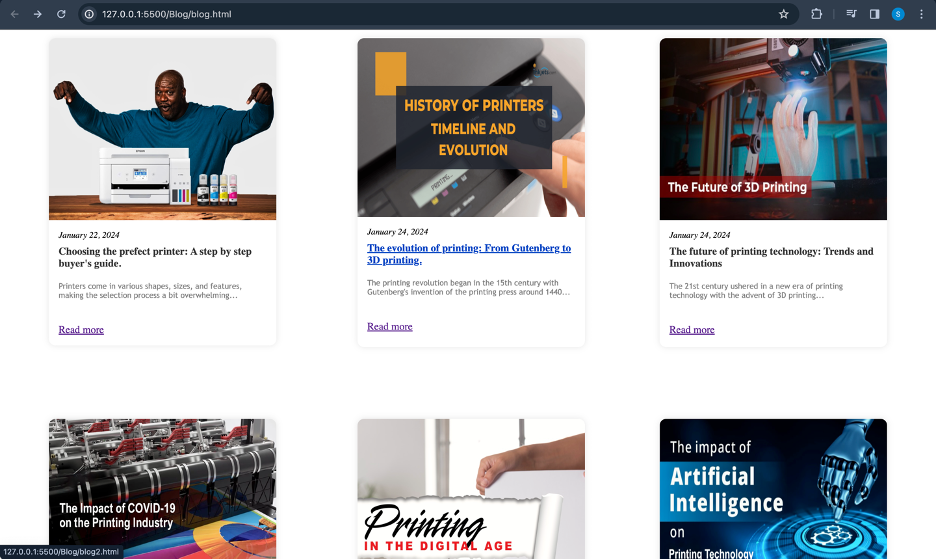 127.0.0.1:5500/Blog/blog.html
S
EPSON
HISTORY OF PRINTERS
TIMELINE AND
EVOLUTION
The Future of 3D Printing
January 22, 2024
Choosing the prefect printer: A step by step
buyer's guide.
Printers come in various shapes, sizes, and features,
making the selection process a bit overwhelming...
Read more
January 24, 2024
The evolution of printing: From Gutenberg to
3D printing.
The printing revolution began in the 15th century with
Gutenberg's invention of the printing press around 1440...
Read more
January 24, 2024
The future of printing technology: Trends and
Innovations
The 21st century ushered in a new era of printing
technology with the advent of 3D printing...
Read more
The Impact of COVID-19
on the Printing Industry
Printing
IN THE DIGITAL AGE
The impact of
Artificial
Intelligence
on
Printing Technology
127.0.0.1:5500/Blog/blog2.html